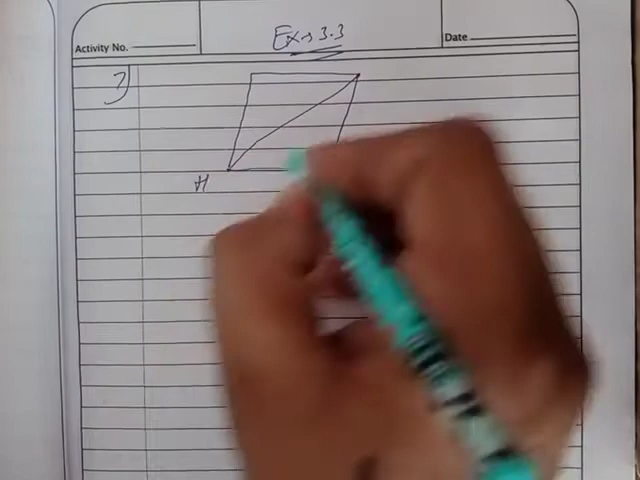 Ex → 3.3
Activity No.
Date
7)
H